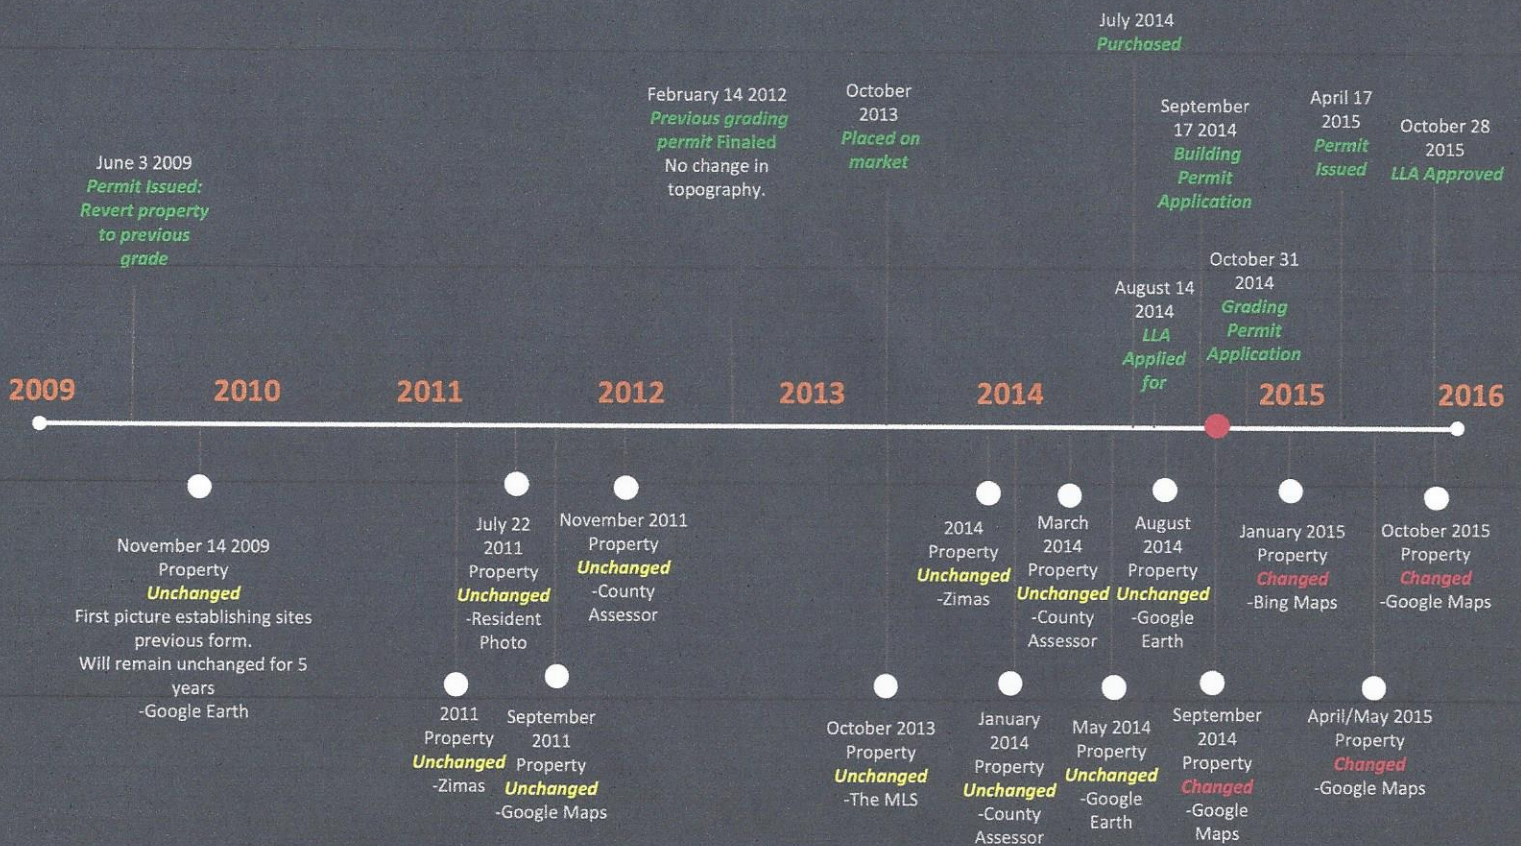 July 2014
Purchased
February 14 2012
Previous grading
permit Finaled
No change in
topography.
October
2013
Placed on
market
September
17 2014
Building
Permit
Application
April 17
2015
Permit
Issued
October 28
2015
LLA Approved
June 3 2009
Permit Issued:
Revert property
to previous
grade
August 14
2014
LLA
Applied
for
October 31
2014
Grading
Permit
Application
2009
2010
2011
2012
2013
2014
2015
2016
November 14 2009
Property
Unchanged
First picture establishing sites
previous form.
Will remain unchanged for 5
years
-Google Earth
2011
Property
Unchanged
-Zimas
July 22
2011
Property
Unchanged
-Resident
Photo
September
2011
Property
Unchanged
-Google Maps
November 2011
Property
Unchanged
-County
Assessor
October 2013
Property
Unchanged
-The MLS
2014
Property
Unchanged
-Zimas
January
2014
Property
Unchanged
-County
Assessor
March
2014
Property
Unchanged
-County
Assessor
May 2014
Property
Unchanged
-Google
Earth
August
2014
Property
Unchanged
-Google
Earth
September
2014
Property
Changed
-Google
Maps
January 2015
Property
Changed
-Bing Maps
April/May 2015
Property
Changed
-Google Maps
October 2015
Property
Changed
-Google Maps